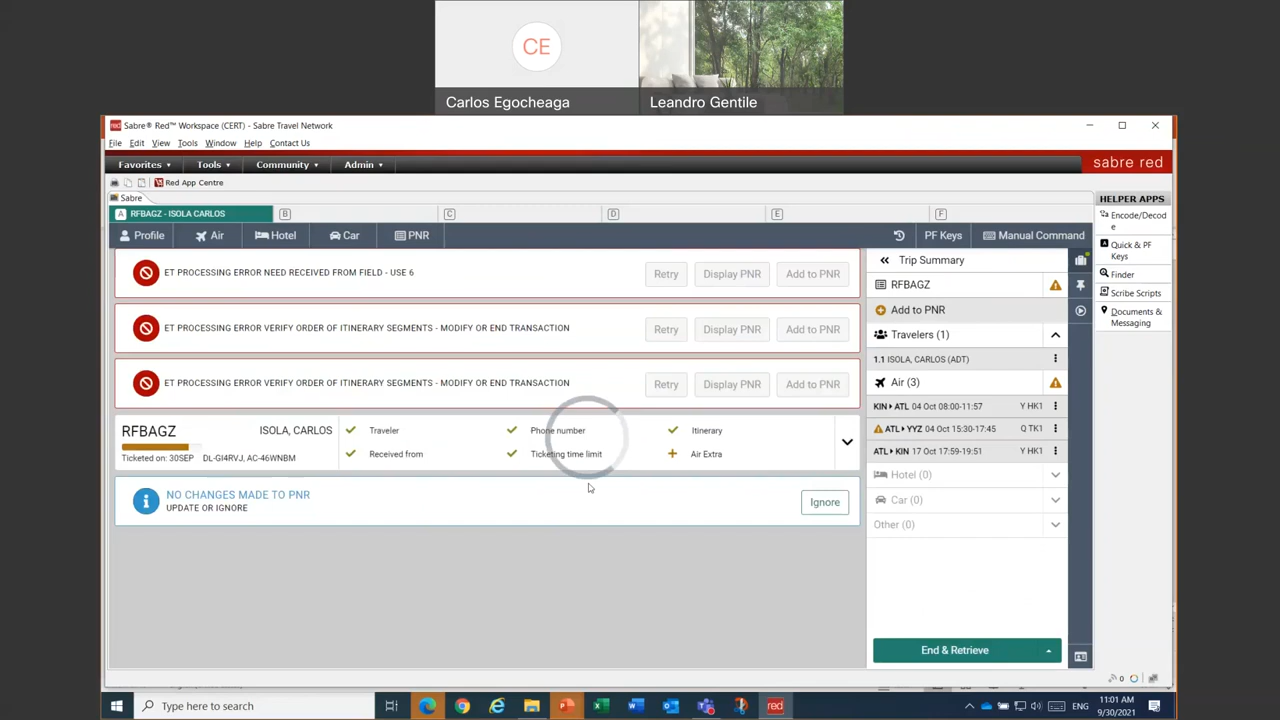 CE
Carlos Egocheaga
Leandro Gentile
red Sabre® Red™ Workspace (CERT) - Sabre Travel Network
File Edit View Tools Window Help Contact Us
Favorites Tools Community Admin
sabre red
Red App Centre
Sabre
HELPER APPS
A RFBAGZ - ISOLA CARLOS B C D E F
Encode/Decod
e
Profile Air Hotel Car PNR PF Keys Manual Command
Quick & PF
Keys
Finder
Scribe Scripts
Documents &
Messaging
ET PROCESSING ERROR NEED RECEIVED FROM FIELD - USE 6
Retry Display PNR Add to PNR
ET PROCESSING ERROR VERIFY ORDER OF ITINERARY SEGMENTS - MODIFY OR END TRANSACTION
Retry Display PNR Add to PNR
ET PROCESSING ERROR VERIFY ORDER OF ITINERARY SEGMENTS - MODIFY OR END TRANSACTION
Retry Display PNR Add to PNR
RFBAGZ ISOLA, CARLOS
Ticketed on: 30SEP DL-GI4RVJ, AC-46WNBM
Traveler Phone number Itinerary
Received from Ticketing time limit Air Extra
NO CHANGES MADE TO PNR
UPDATE OR IGNORE
Ignore
Trip Summary
RFBAGZ
Add to PNR
Travelers (1)
1.1 ISOLA, CARLOS (ADT)
Air (3)
KIN ATL 04 Oct 08:00-11:57 Y HK1
ATL YYZ 04 Oct 15:30-17:45 Q TK1
ATL KIN 17 Oct 17:59-19:51 Y HK1
Hotel (0)
Car (0)
Other (0)
End & Retrieve
0
Type here to search
red
ENG
11:01 AM
9/30/2021